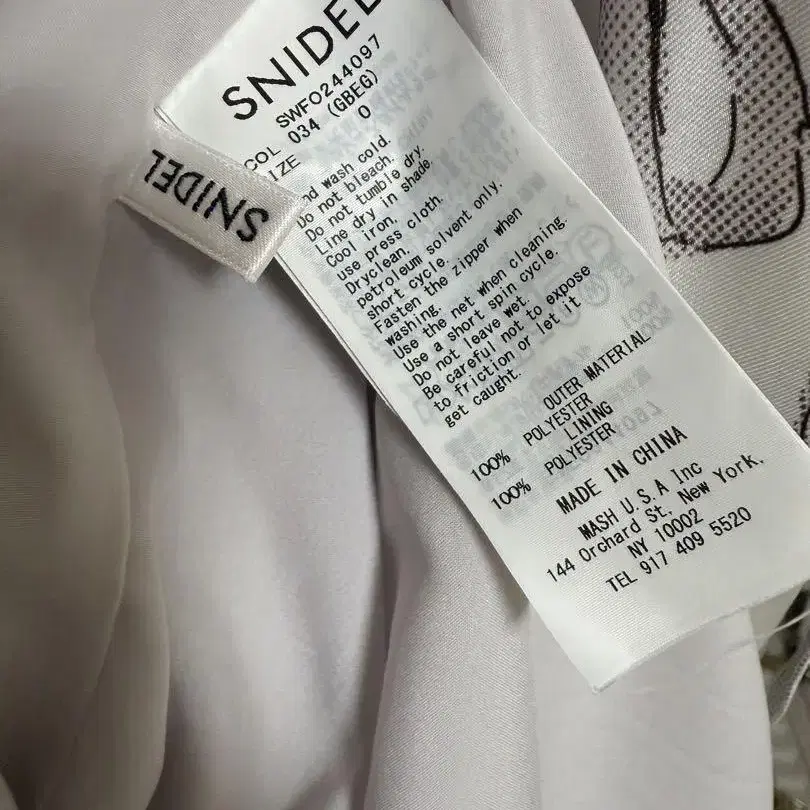 SNIDEL
SWFO244097
COL 034 (GBEG)
IZE 0
nd wash cold.
Do not bleach.
Do not tumble dry.
Line dry in shade.
Cool iron.
use press cloth.
Dryclean.
petroleum solvent only.
short cycle.
Fasten the zipper when
washing.
Use the net when cleaning.
Use a short spin cycle.
Do not leave wet.
Be careful not to expose
to friction or let it
get caught.
OUTER MATERIAL
100% POLYESTER
LINING
100% POLYESTER
MADE IN CHINA
MASH U.S.A Inc
144 Orchard St. New York,
NY 10002
TEL 917 409 5520
SNIDEL